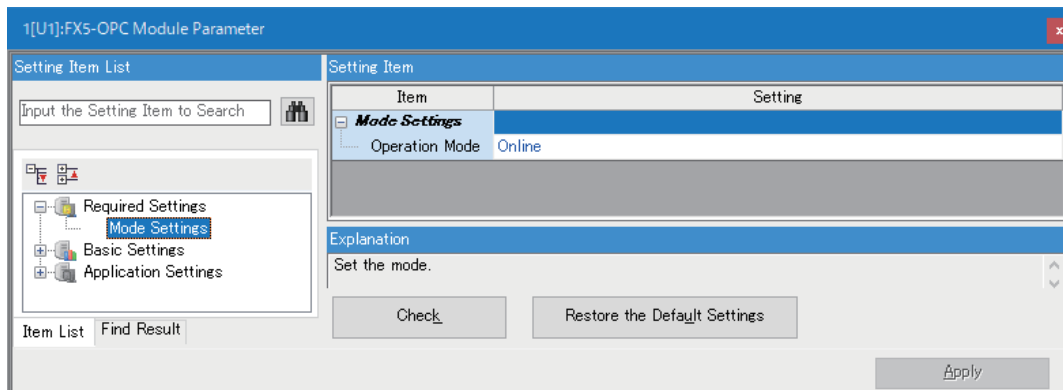 1[U1]:FX5-OPC Module Parameter
x
Setting Item List
Input the Setting Item to Search
Required Settings
Mode Settings
Basic Settings
Application Settings
Item List
Find Result
Setting Item
Item Setting
Mode Settings
Operation Mode Online
Explanation
Set the mode.
Check
Restore the Default Settings
Apply